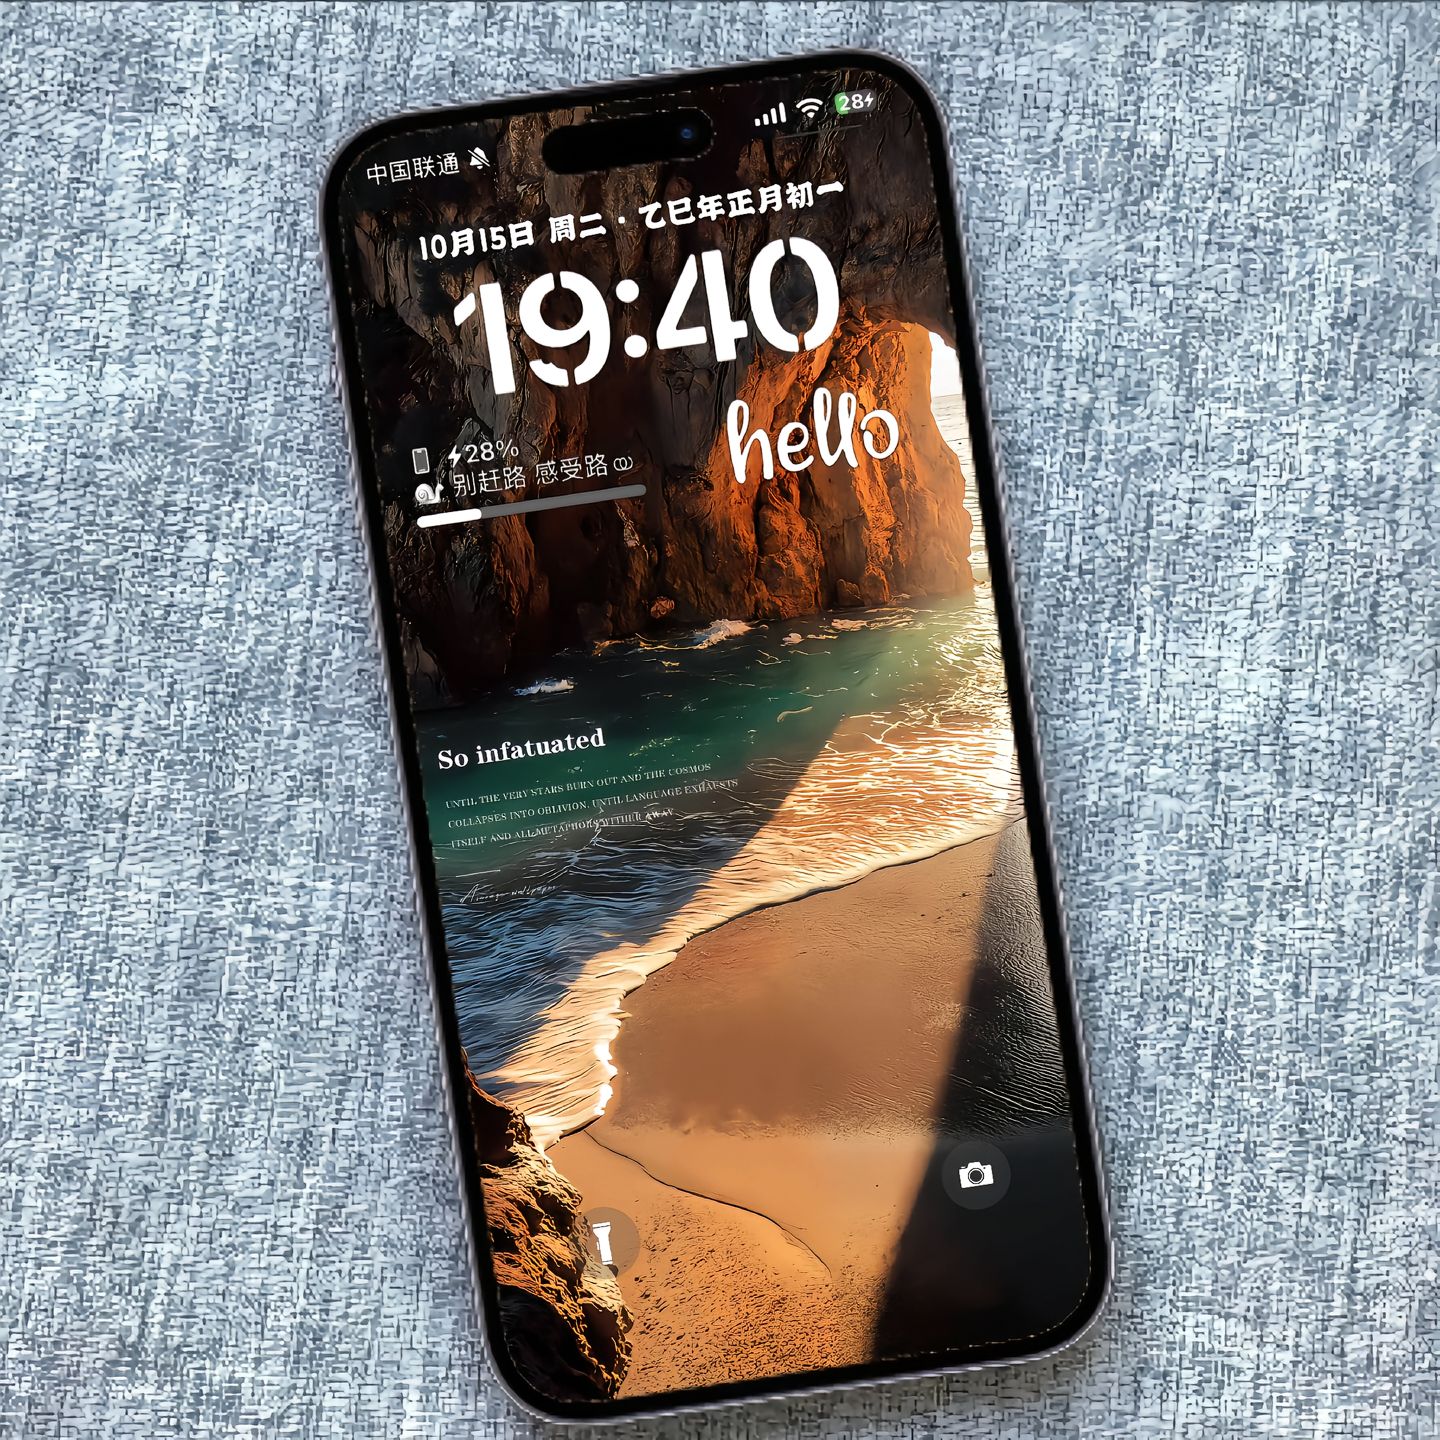 中国联通
28
10月15日 周二·乙巳年正月初一
19:40
hello
28%
别赶路 感受路
So infatuated
UNTIL THE VERY STARS BURN OUT AND THE COSMOS
COLLAPSES INTO OBLIVION, UNTIL LANGUAGE EXHAUSTS
ITSELF AND ALL METAPHORS WITHER AWAY
wallpaper